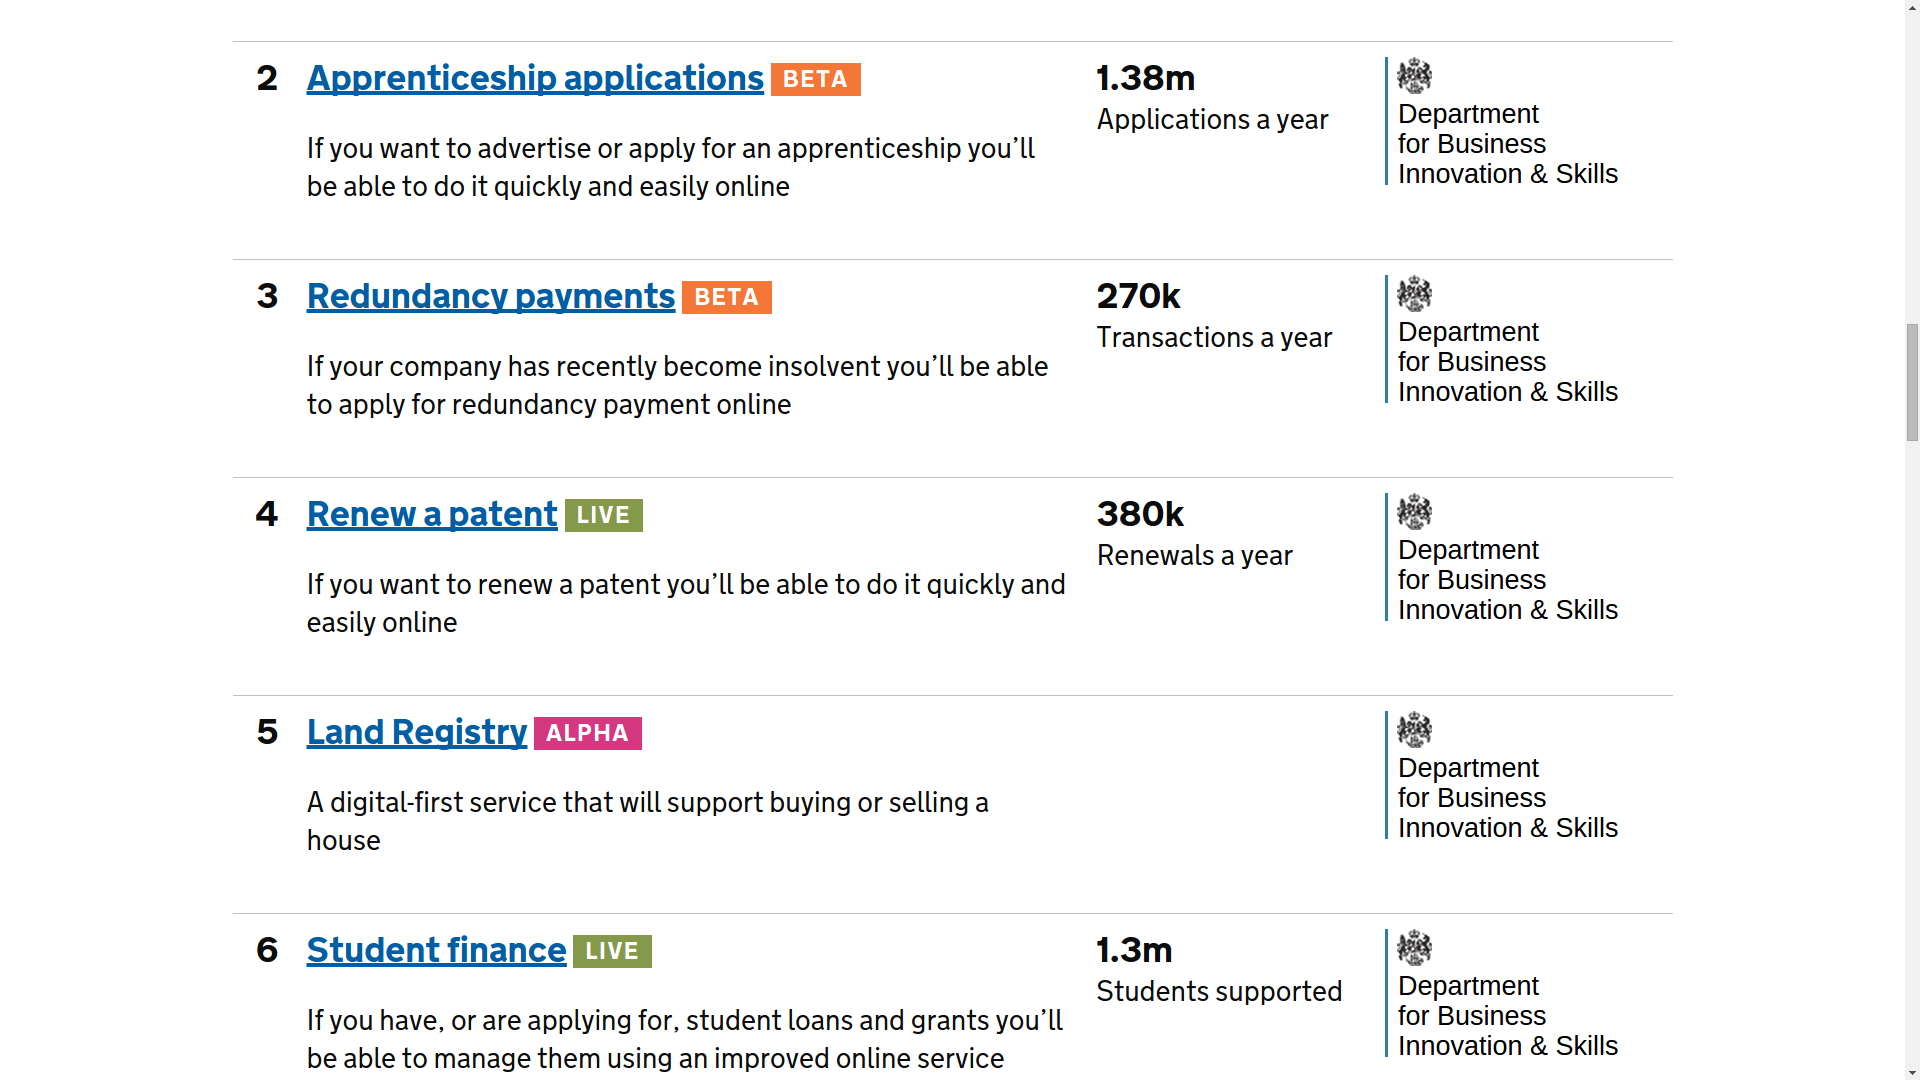 2 Apprenticeship applications BETA
If you want to advertise or apply for an apprenticeship you’ll
be able to do it quickly and easily online
1.38m
Applications a year
Department
for Business
Innovation & Skills
3 Redundancy payments BETA
If your company has recently become insolvent you’ll be able
to apply for redundancy payment online
270k
Transactions a year
Department
for Business
Innovation & Skills
4 Renew a patent LIVE
If you want to renew a patent you’ll be able to do it quickly and
easily online
380k
Renewals a year
Department
for Business
Innovation & Skills
5 Land Registry ALPHA
A digital-first service that will support buying or selling a
house
Department
for Business
Innovation & Skills
6 Student finance LIVE
If you have, or are applying for, student loans and grants you’ll
be able to manage them using an improved online service
1.3m
Students supported
Department
for Business
Innovation & Skills